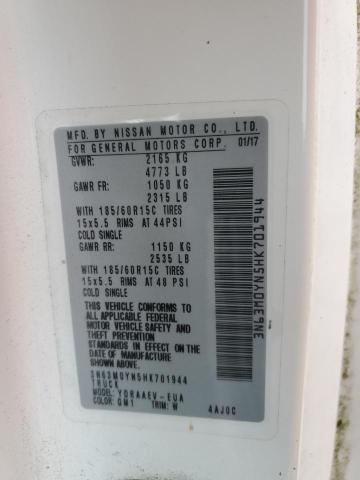 MFD. BY NISSAN MOTOR CO., LTD.
FOR GENERAL MOTORS CORP. 01/17
GVWR: 2165 KG
4773 LB
GAWR FR: 1050 KG
2315 LB
WITH 185/60R15C TIRES
15x5.5 RIMS AT 44PSI
COLD SINGLE
GAWR RR: 1150 KG
2535 LB
WITH 185/60R15C TIRES
15x5.5 RIMS AT 48 PSI
COLD SINGLE
THIS VEHICLE CONFORMS TO
ALL APPLICABLE FEDERAL
MOTOR VEHICLE SAFETY
AND THEFT PREVENTION
STANDARDS IN EFFECT ON
THE DATE OF MANUFACTURE
SHOWN ABOVE.
3N63M0YN5HK701944
TRUCK
MODEL: YDRAAEV-EUA
COLOR: GM1 TRIM: W 4AJ0C
3N63M0YN5HK701944